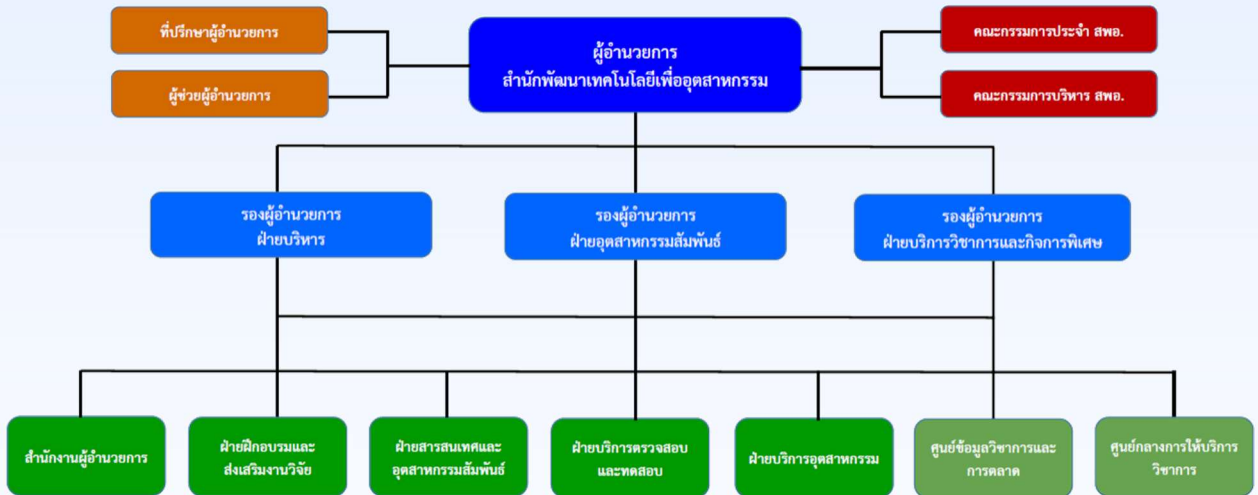 ที่ปรึกษาผู้อำนวยการ
ผู้ช่วยผู้อำนวยการ
ผู้อำนวยการ
สำนักพัฒนาเทคโนโลยีเพื่ออุตสาหกรรม
คณะกรรมการประจำ สพอ.
คณะกรรมการบริหาร สพอ.
รองผู้อำนวยการ
ฝ่ายบริหาร
รองผู้อำนวยการ
ฝ่ายอุตสาหกรรมสัมพันธ์
รองผู้อำนวยการ
ฝ่ายบริการวิชาการและกิจการพิเศษ
สำนักงานผู้อำนวยการ
ฝ่ายฝึกอบรมและ
ส่งเสริมงานวิจัย
ฝ่ายสารสนเทศและ
อุตสาหกรรมสัมพันธ์
ฝ่ายบริการตรวจสอบ
และทดสอบ
ฝ่ายบริการอุตสาหกรรม
ศูนย์ข้อมูลวิชาการและ
การตลาด
ศูนย์กลางการให้บริการ
วิชาการ